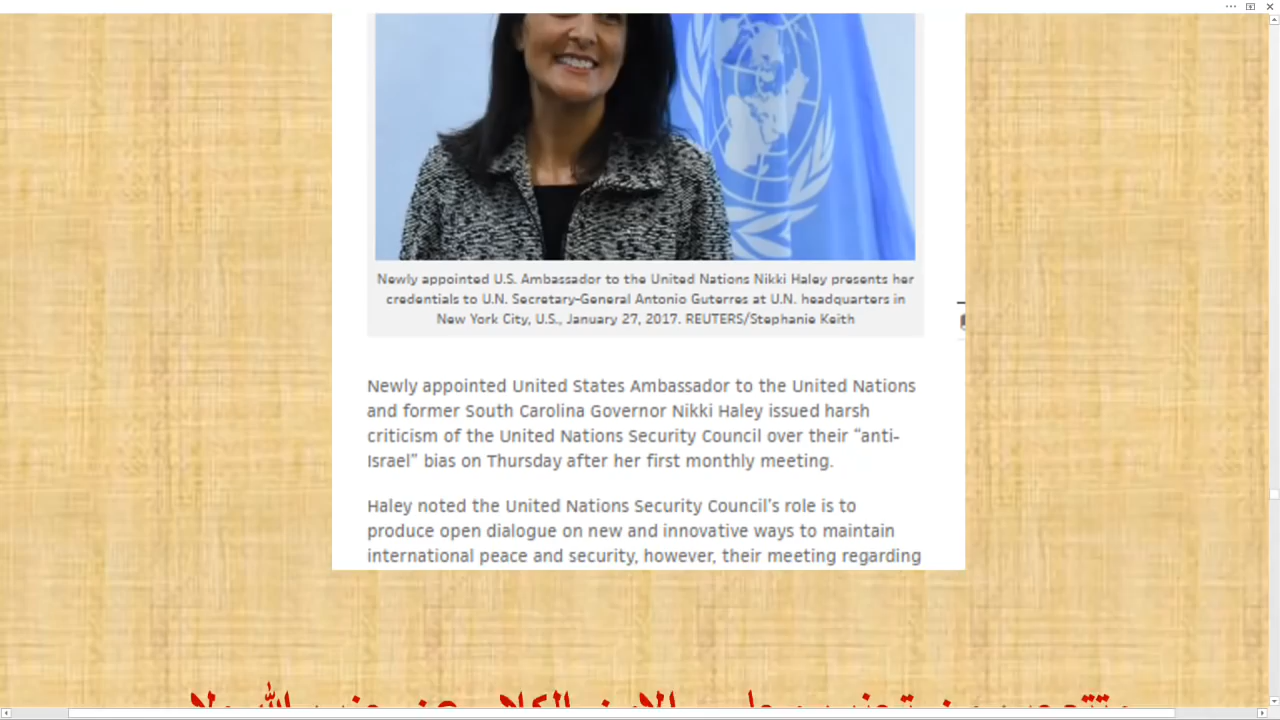 Newly appointed U.S. Ambassador to the United Nations Nikki Haley presents her
credentials to U.N. Secretary-General Antonio Guterres at U.N. headquarters in
New York City, U.S., January 27, 2017. REUTERS/Stephanie Keith
Newly appointed United States Ambassador to the United Nations
and former South Carolina Governor Nikki Haley issued harsh
criticism of the United Nations Security Council over their “anti-
Israel” bias on Thursday after her first monthly meeting.
Haley noted the United Nations Security Council’s role is to
produce open dialogue on new and innovative ways to maintain
international peace and security, however, their meeting regarding